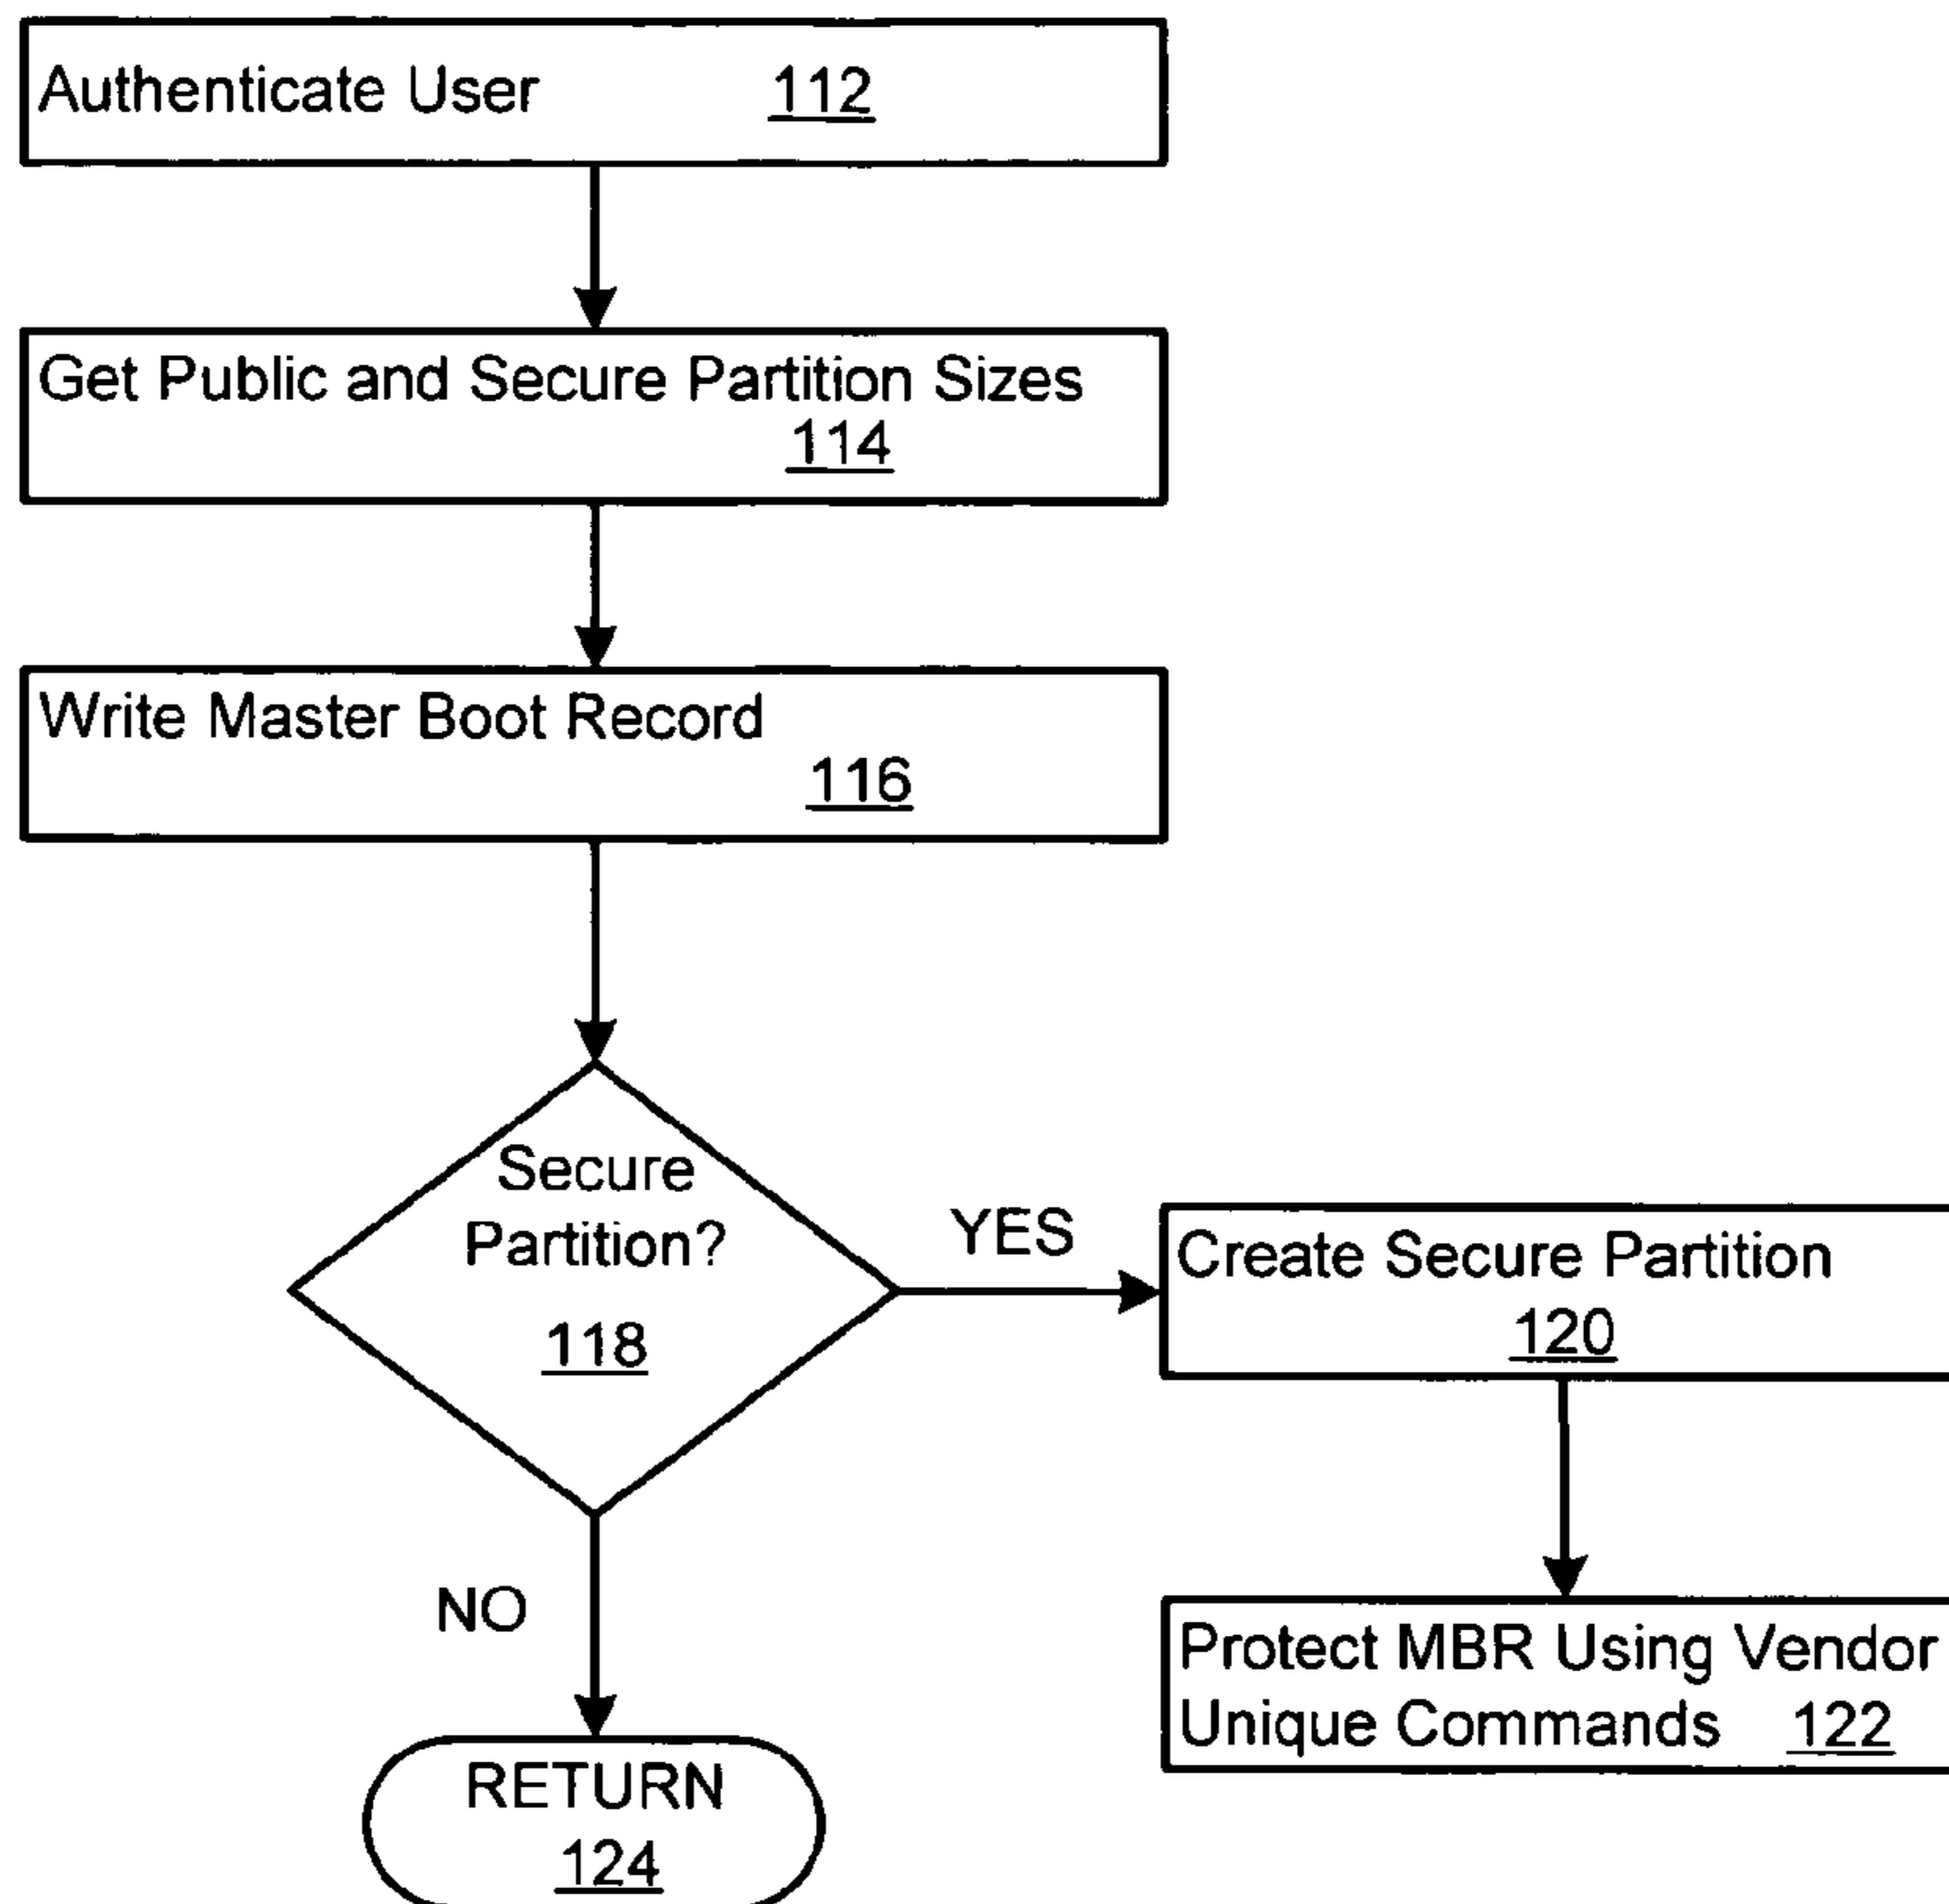 Authenticate User 112
Get Public and Secure Partition Sizes
114
Write Master Boot Record
116
Secure
Partition?
118
YES
Create Secure Partition
120
Protect MBR Using Vendor
Unique Commands 122
NO
RETURN
124